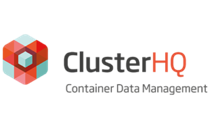 ClusterHQ
Container Data Management